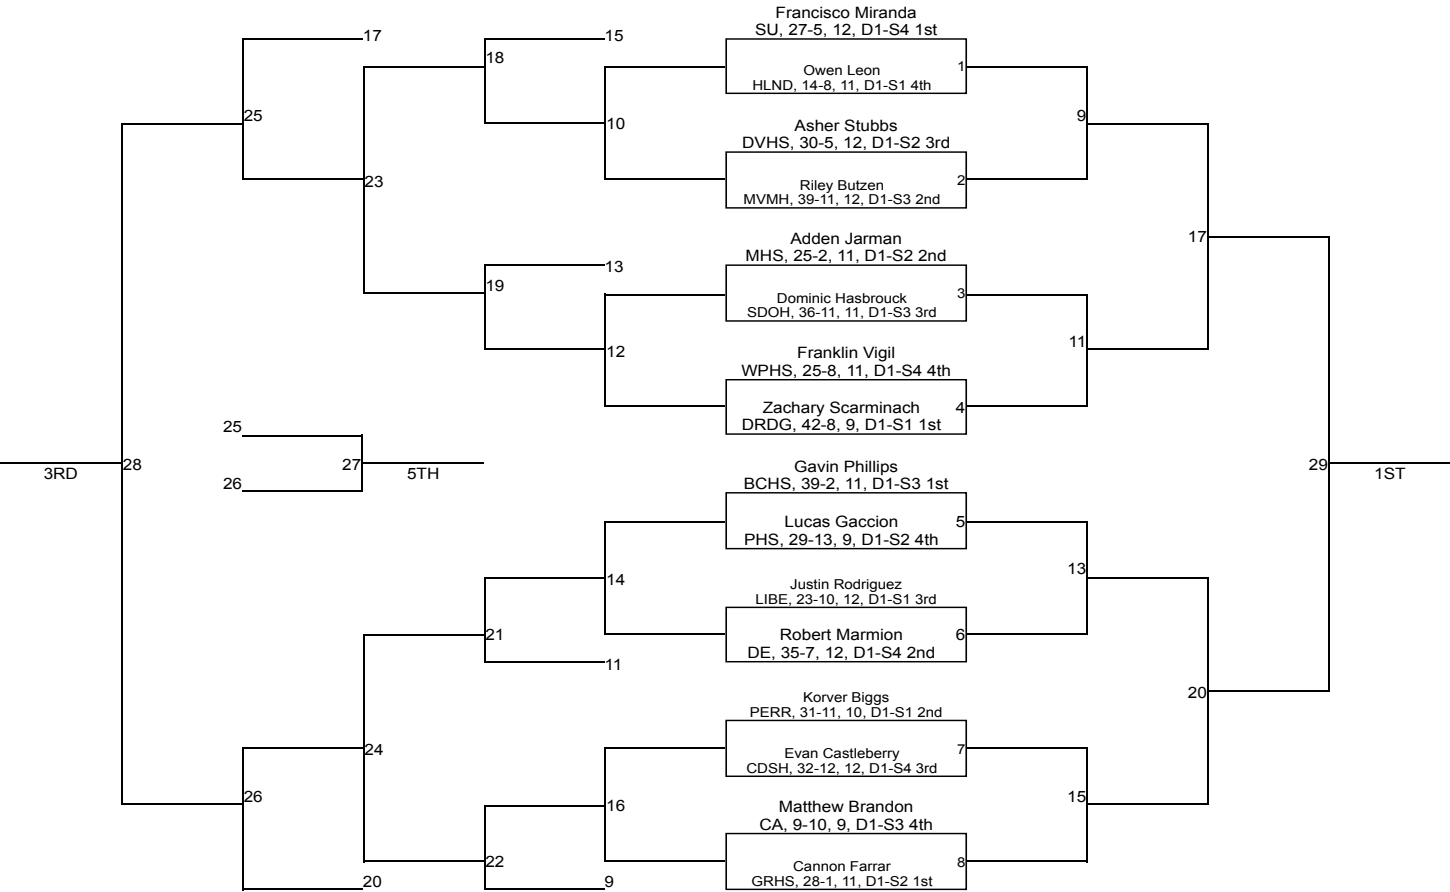 Francisco Miranda
SU, 27-5, 12, D1-S4 1st
17
15
18
Owen Leon
1
HLND, 14-8, 11, D1-S1 4th
25
9
10
Asher Stubbs
DVHS, 30-5, 12, D1-S2 3rd
23
Riley Butzen
2
MVMH, 39-11, 12, D1-S3 2nd
17
Adden Jarman
MHS, 25-2, 11, D1-S2 2nd
13
19
Dominic Hasbrouck
3
SDOH, 36-11, 11, D1-S3 3rd
11
12
Franklin Vigil
WPHS, 25-8, 11, D1-S4 4th
Zachary Scarminach
4
DRDG, 42-8, 9, D1-S1 1st
25
28
27
29
3RD
5TH
1ST
26
Gavin Phillips
BCHS, 39-2, 11, D1-S3 1st
Lucas Gaccion
5
PHS, 29-13, 9, D1-S2 4th
13
14
Justin Rodriguez
LIBE, 23-10, 12, D1-S1 3rd
21
Robert Marmion
6
DE, 35-7, 12, D1-S4 2nd
11
20
Korver Biggs
PERR, 31-11, 10, D1-S1 2nd
24
Evan Castleberry
7
CDSH, 32-12, 12, D1-S4 3rd
26
15
16
Matthew Brandon
CA, 9-10, 9, D1-S3 4th
22
Cannon Farrar
8
GRHS, 28-1, 11, D1-S2 1st
20
9